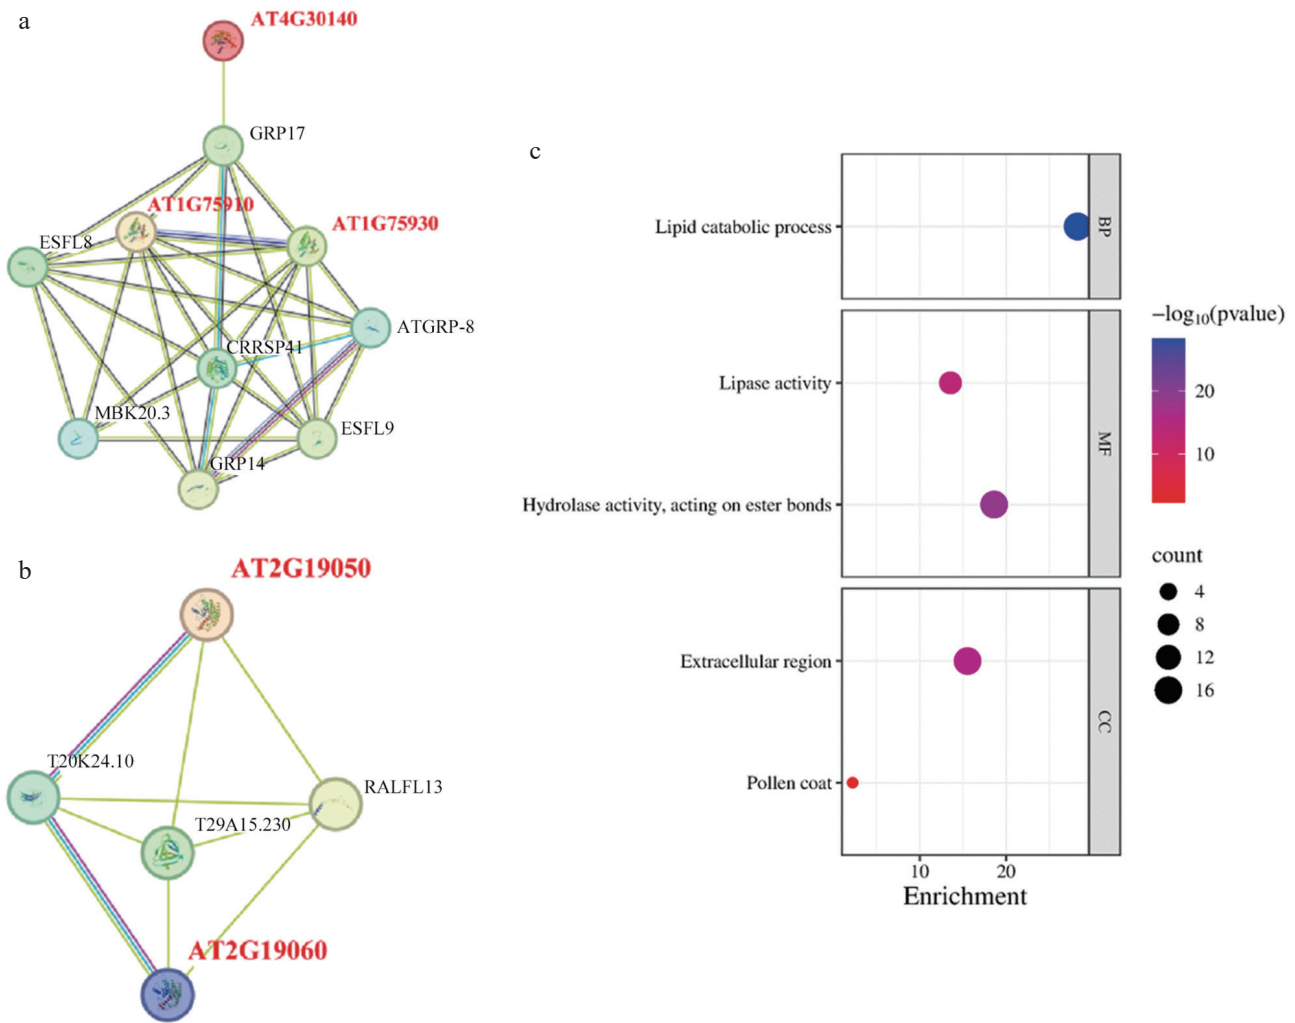 a
AT4G30140
GRP17
AT1G75910
AT1G75930
ESFL8
ATGRP-8
CRRSP41
MBK20.3
ESFL9
GRP14
b
AT2G19050
T20K24.10
RALFL13
T29A15.230
AT2G19060
c
Lipid catabolic process
BP
Lipase activity
Hydrolase activity, acting on ester bonds
MF
Extracellular region
Pollen coat
CC
10 20
Enrichment
−log10(pvalue)
20
10
count
4
8
12
16